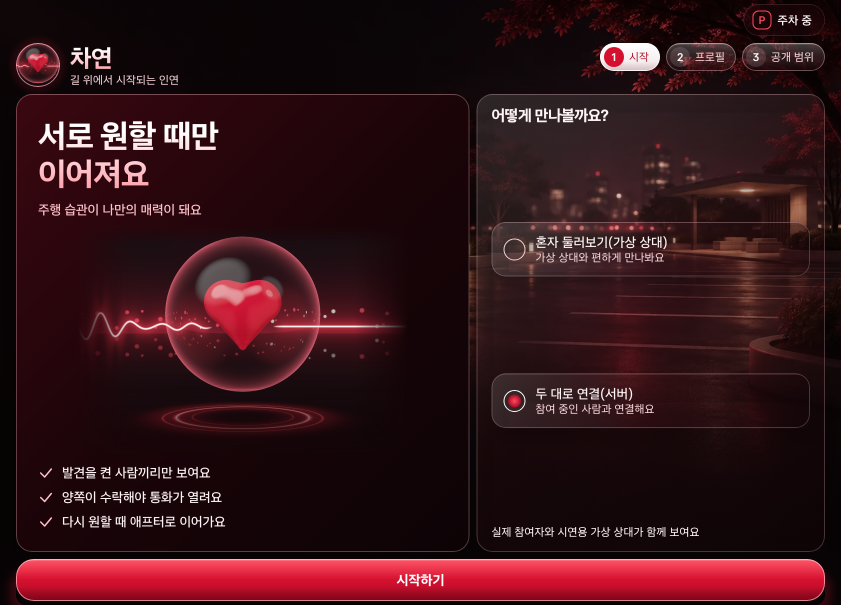 P 주차 중
차연
길 위에서 시작되는 인연
1 시작
2 프로필
3 공개 범위
서로 원할 때만
이어져요
주행 습관이 나만의 매력이 돼요
발견을 켠 사람끼리만 보여요
양쪽이 수락해야 통화가 열려요
다시 원할 때 애프터로 이어가요
어떻게 만나볼까요?
혼자 둘러보기(가상 상대)
가상 상대와 편하게 만나봐요
두 대로 연결(서버)
참여 중인 사람과 연결해요
실제 참여자와 시연용 가상 상대가 함께 보여요
시작하기